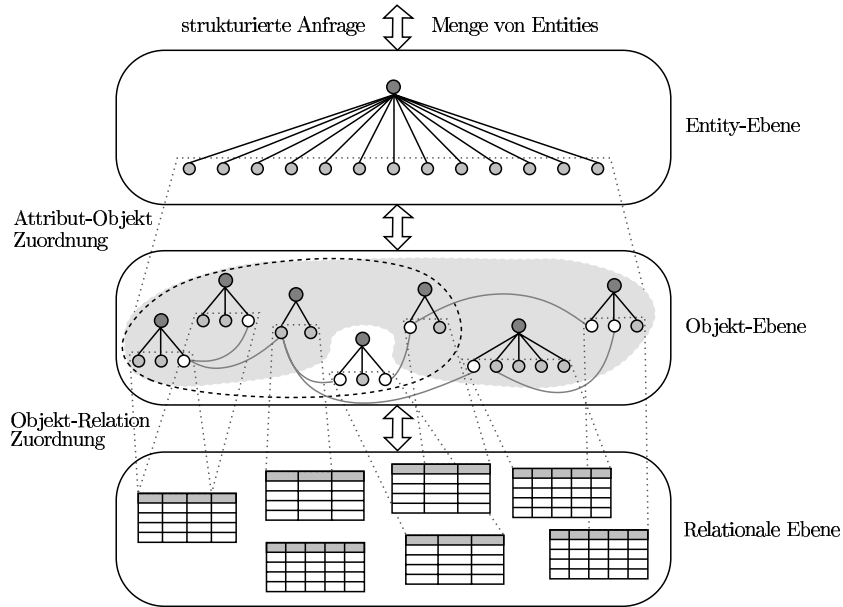 strukturierte Anfrage
Menge von Entities
Entity-Ebene
Attribut-Objekt
Zuordnung
Objekt-Ebene
Objekt-Relation
Zuordnung
Relationale Ebene